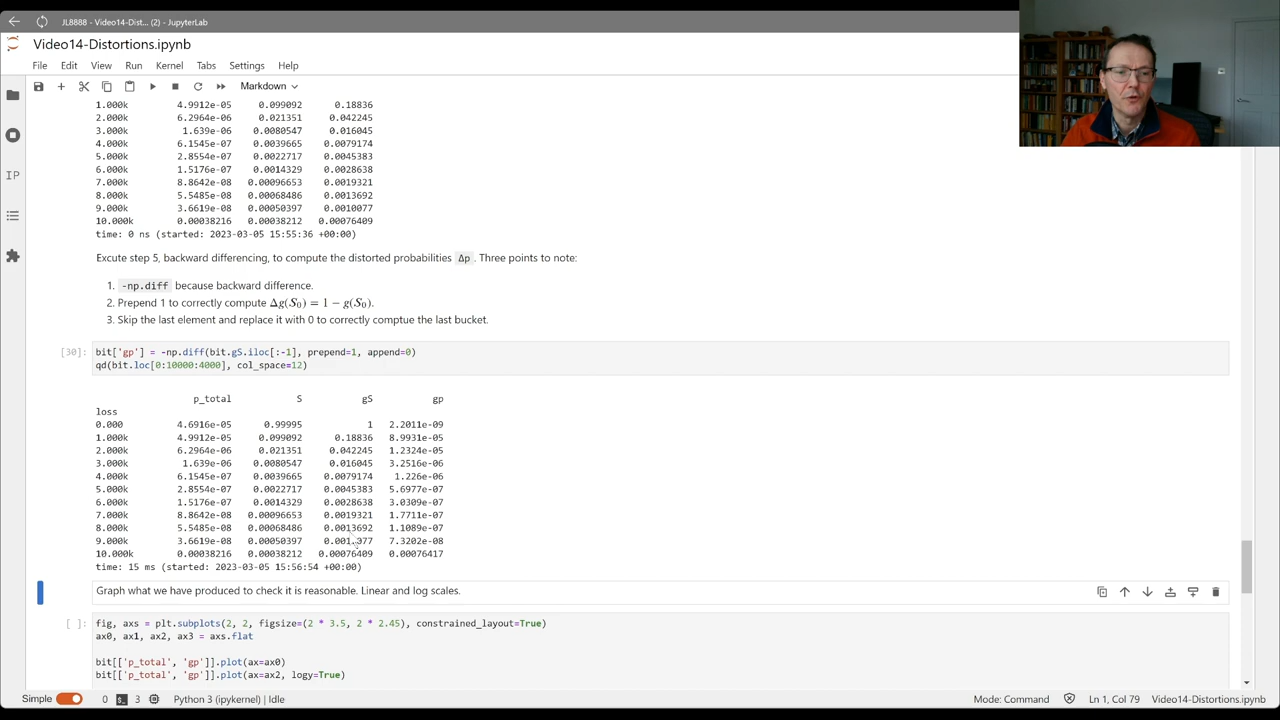 JL8888 - Video14-Dist... (2) - JupyterLab
Video14-Distortions.ipynb
File Edit View Run Kernel Tabs Settings Help
Markdown
1.000k 4.9912e-05 0.099092 0.18836
2.000k 6.2964e-06 0.021351 0.042245
3.000k 1.639e-06 0.0080547 0.016045
4.000k 6.1545e-07 0.0039665 0.0079174
5.000k 2.8554e-07 0.0022717 0.0045383
6.000k 1.5176e-07 0.0014329 0.0028638
7.000k 8.8642e-08 0.00096653 0.0019321
8.000k 5.5485e-08 0.00068486 0.0013692
9.000k 3.6619e-08 0.00050397 0.0010077
10.000k 0.00038216 0.00038212 0.00076409
time: 0 ns (started: 2023-03-05 15:55:36 +00:00)
Excute step 5, backward differencing, to compute the distorted probabilities Δp . Three points to note:
1. -np.diff because backward difference.
2. Prepend 1 to correctly compute Δg(S₀) = 1 − g(S₀).
3. Skip the last element and replace it with 0 to correctly comptue the last bucket.
[30]: bit['gp'] = -np.diff(bit.gS.iloc[:-1], prepend=1, append=0)
qd(bit.loc[0:10000:4000], col_space=12)
p_total S gS gp
loss
0.000 4.6916e-05 0.99995 1 2.2011e-09
1.000k 4.9912e-05 0.099092 0.18836 8.9931e-05
2.000k 6.2964e-06 0.021351 0.042245 1.2324e-05
3.000k 1.639e-06 0.0080547 0.016045 3.2516e-06
4.000k 6.1545e-07 0.0039665 0.0079174 1.226e-06
5.000k 2.8554e-07 0.0022717 0.0045383 5.6977e-07
6.000k 1.5176e-07 0.0014329 0.0028638 3.0309e-07
7.000k 8.8642e-08 0.00096653 0.0019321 1.7711e-07
8.000k 5.5485e-08 0.00068486 0.0013692 1.1089e-07
9.000k 3.6619e-08 0.00050397 7.3202e-08
10.000k 0.00038216 0.00038212 0.00076409 0.00076417
time: 15 ms (started: 2023-03-05 15:56:54 +00:00)
Graph what we have produced to check it is reasonable. Linear and log scales.
[ ]: fig, axs = plt.subplots(2, 2, figsize=(2 * 3.5, 2 * 2.45), constrained_layout=True)
ax0, ax1, ax2, ax3 = axs.flat
bit[['p_total', 'gp']].plot(ax=ax0)
bit[['p_total', 'gp']].plot(ax=ax2, logy=True)
Simple 0 3 Python 3 (ipykernel) | Idle Mode: Command Ln 1, Col 79 Video14-Distortions.ipynb